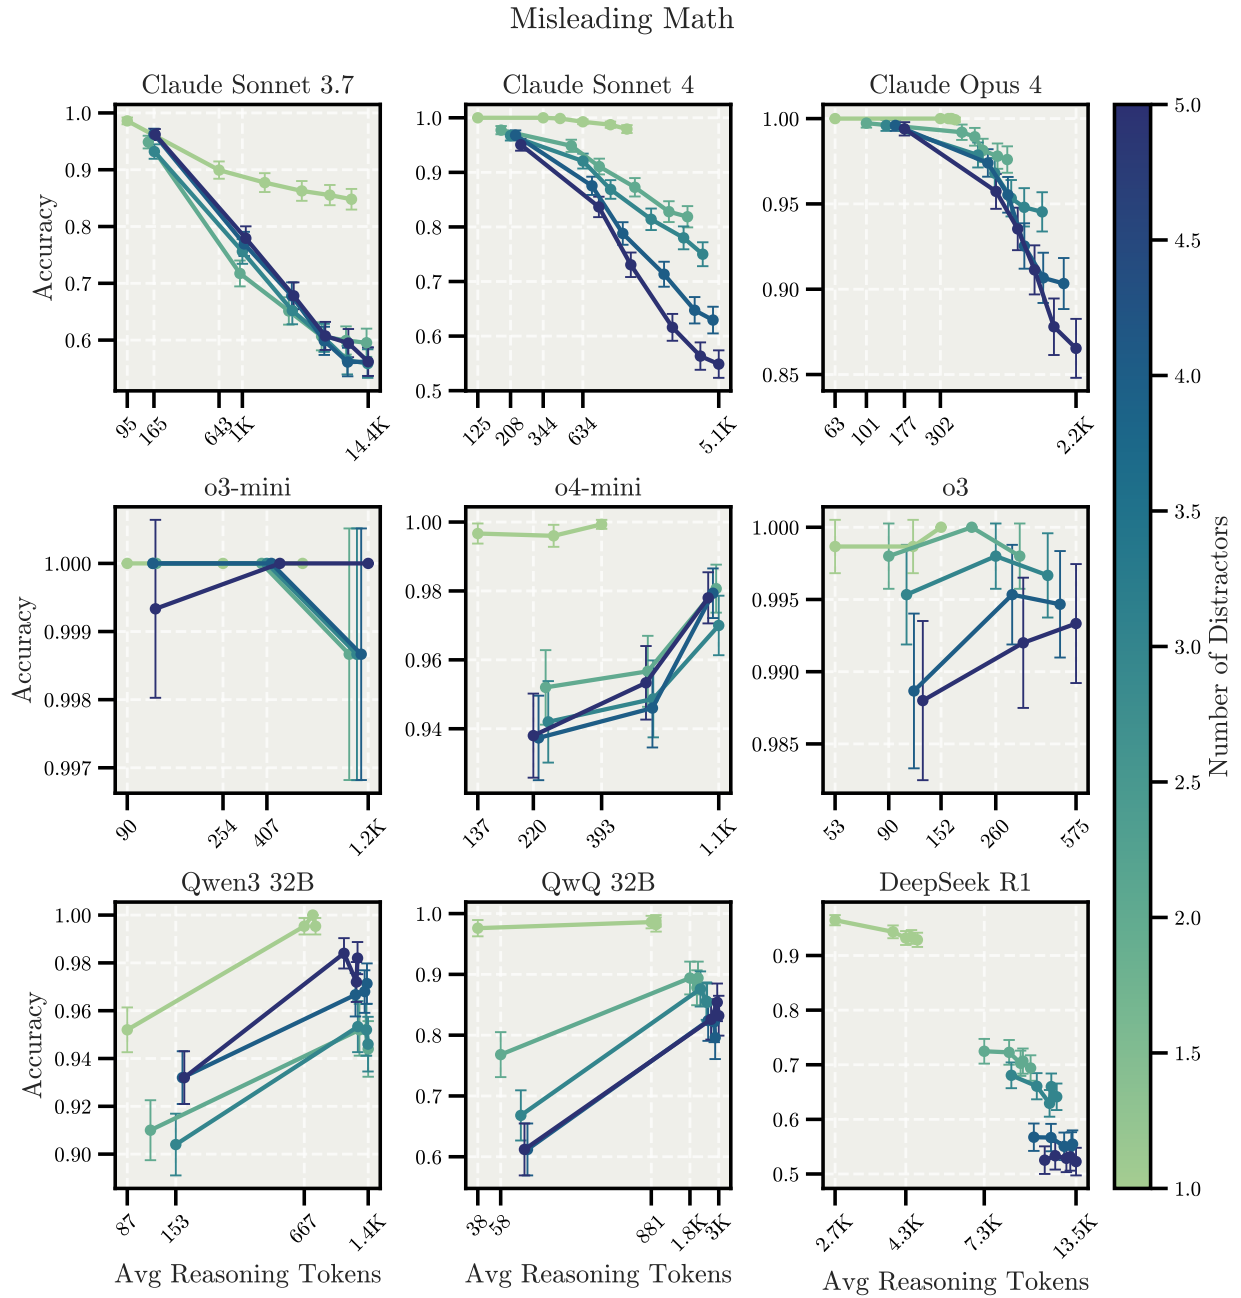 Misleading Math
Claude Sonnet 3.7
Claude Sonnet 4
Claude Opus 4
Accuracy
1.0
0.9
0.8
0.7
0.6
95
165
643
1K
14.4K
1.0
0.9
0.8
0.7
0.6
0.5
125
208
344
634
5.1K
1.00
0.95
0.90
0.85
63
101
177
302
2.2K
o3-mini
o4-mini
o3
Accuracy
1.000
0.999
0.998
0.997
90
254
407
1.2K
1.00
0.98
0.96
0.94
137
220
393
1.1K
1.000
0.995
0.990
0.985
53
90
152
260
575
Qwen3 32B
QwQ 32B
DeepSeek R1
Accuracy
1.00
0.98
0.96
0.94
0.92
0.90
87
153
667
1.4K
Avg Reasoning Tokens
1.0
0.9
0.8
0.7
0.6
38
58
881
1.8K
3K
Avg Reasoning Tokens
0.9
0.8
0.7
0.6
0.5
2.7K
4.3K
7.3K
13.5K
Avg Reasoning Tokens
5.0
4.5
4.0
3.5
3.0
2.5
2.0
1.5
1.0
Number of Distractors